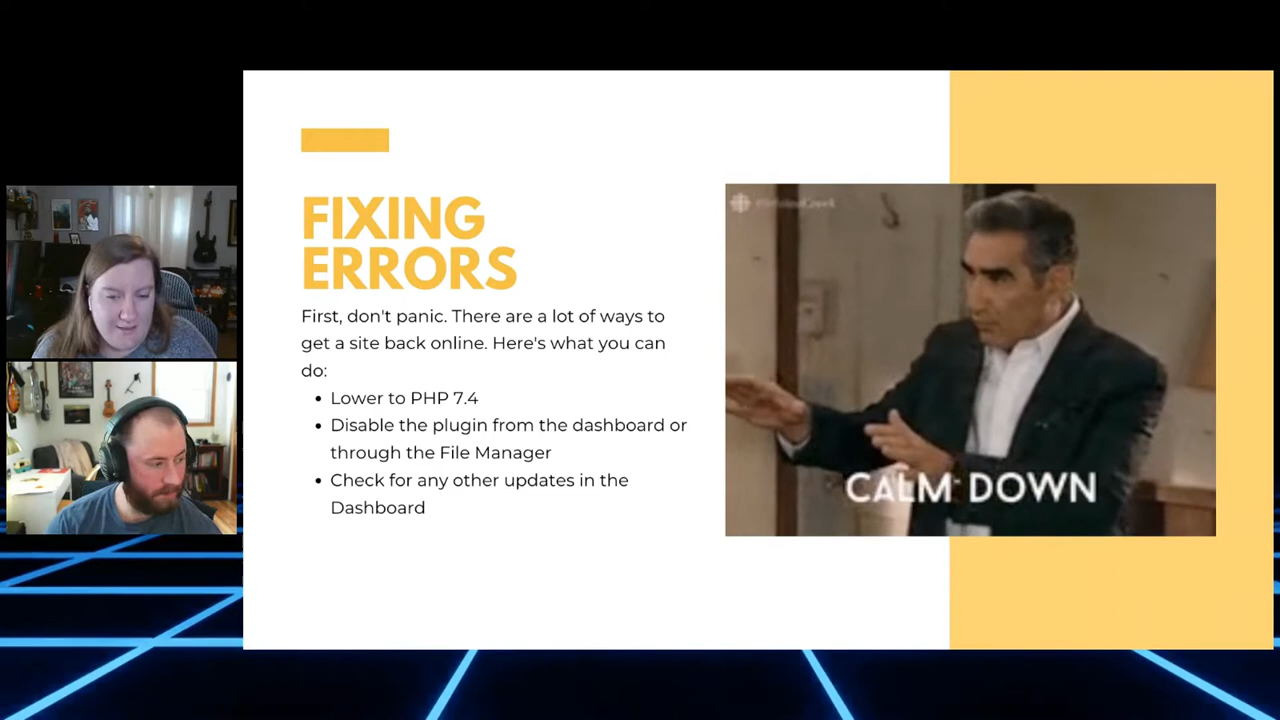 FIXING
ERRORS
First, don't panic. There are a lot of ways to
get a site back online. Here's what you can
do:
• Lower to PHP 7.4
• Disable the plugin from the dashboard or
through the File Manager
• Check for any other updates in the
Dashboard
CALM DOWN